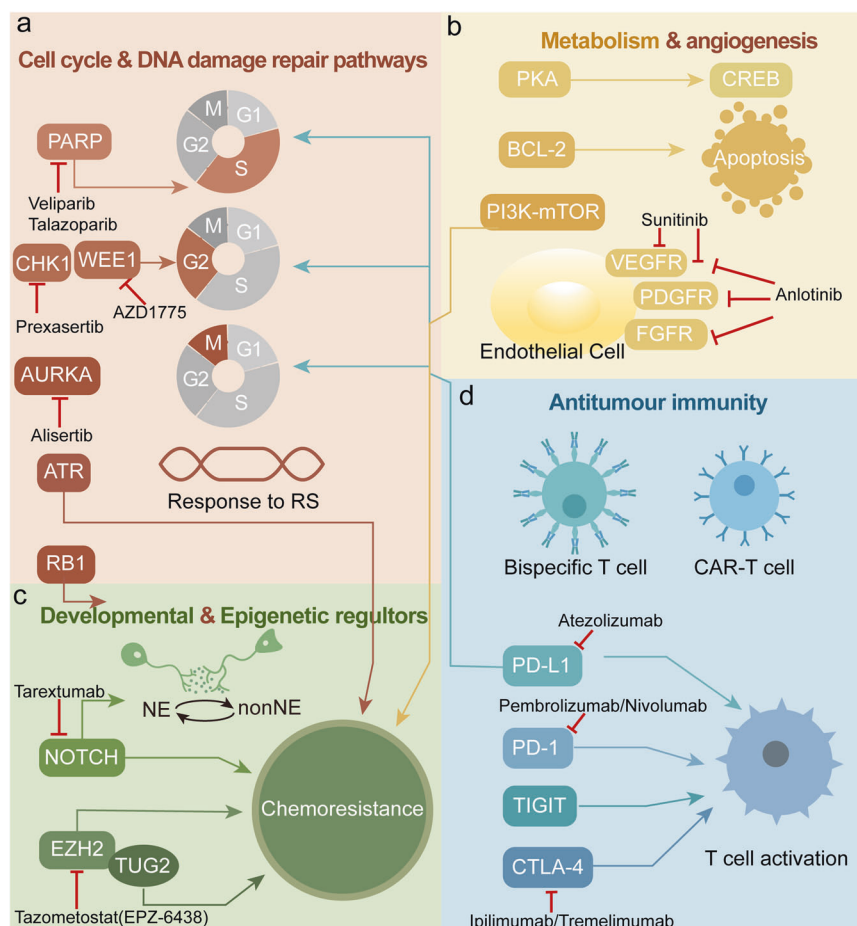 a
Cell cycle & DNA damage repair pathways
PARP
Veliparib
Talazoparib
M
G1
G2
S
CHK1
WEE1
Prexasertib
AZD1775
M
G1
G2
S
AURKA
Alisertib
M
G1
G2
S
ATR
Response to RS
RB1
b
Metabolism & angiogenesis
PKA
CREB
BCL-2
Apoptosis
PI3K-mTOR
Sunitinib
VEGFR
PDGFR
FGFR
Anlotinib
Endothelial Cell
c
Developmental & Epigenetic regultors
Tarextumab
NE
nonNE
NOTCH
Chemoresistance
EZH2
TUG2
Tazometostat(EPZ-6438)
d
Antitumour immunity
Bispecific T cell
CAR-T cell
Atezolizumab
PD-L1
Pembrolizumab/Nivolumab
PD-1
TIGIT
CTLA-4
T cell activation
Ipilimumab/Tremelimumab